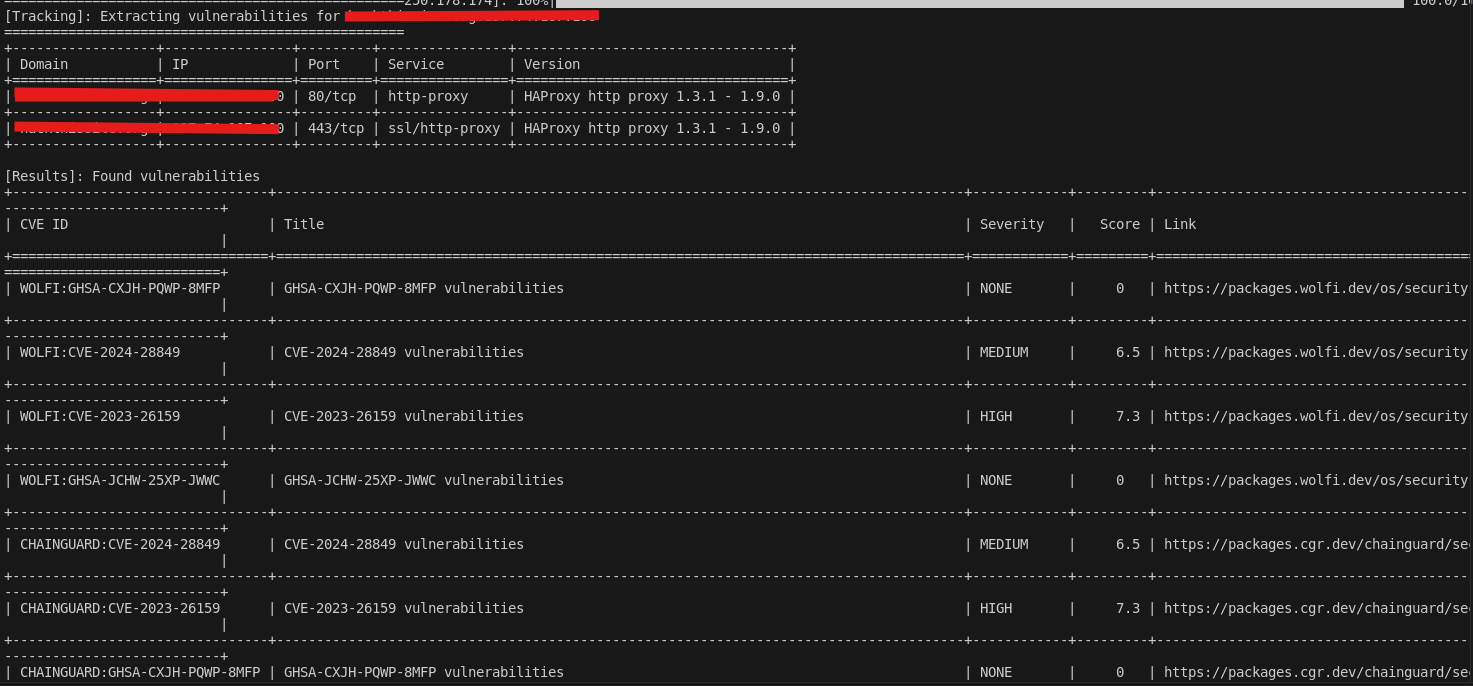 250.178.174]: 100%| 100.0/10
[Tracking]: Extracting vulnerabilities for
| Domain | IP | Port | Service | Version |
| 0 | 80/tcp | http-proxy | HAProxy http proxy 1.3.1 - 1.9.0 |
| 0 | 443/tcp | ssl/http-proxy | HAProxy http proxy 1.3.1 - 1.9.0 |
[Results]: Found vulnerabilities
| CVE ID | Title | Severity | Score | Link
| WOLFI:GHSA-CXJH-PQWP-8MFP | GHSA-CXJH-PQWP-8MFP vulnerabilities | NONE | 0 | https://packages.wolfi.dev/os/security
| WOLFI:CVE-2024-28849 | CVE-2024-28849 vulnerabilities | MEDIUM | 6.5 | https://packages.wolfi.dev/os/security
| WOLFI:CVE-2023-26159 | CVE-2023-26159 vulnerabilities | HIGH | 7.3 | https://packages.wolfi.dev/os/security
| WOLFI:GHSA-JCHW-25XP-JWWC | GHSA-JCHW-25XP-JWWC vulnerabilities | NONE | 0 | https://packages.wolfi.dev/os/security
| CHAINGUARD:CVE-2024-28849 | CVE-2024-28849 vulnerabilities | MEDIUM | 6.5 | https://packages.cgr.dev/chainguard/se
| CHAINGUARD:CVE-2023-26159 | CVE-2023-26159 vulnerabilities | HIGH | 7.3 | https://packages.cgr.dev/chainguard/se
| CHAINGUARD:GHSA-CXJH-PQWP-8MFP | GHSA-CXJH-PQWP-8MFP vulnerabilities | NONE | 0 | https://packages.cgr.dev/chainguard/se